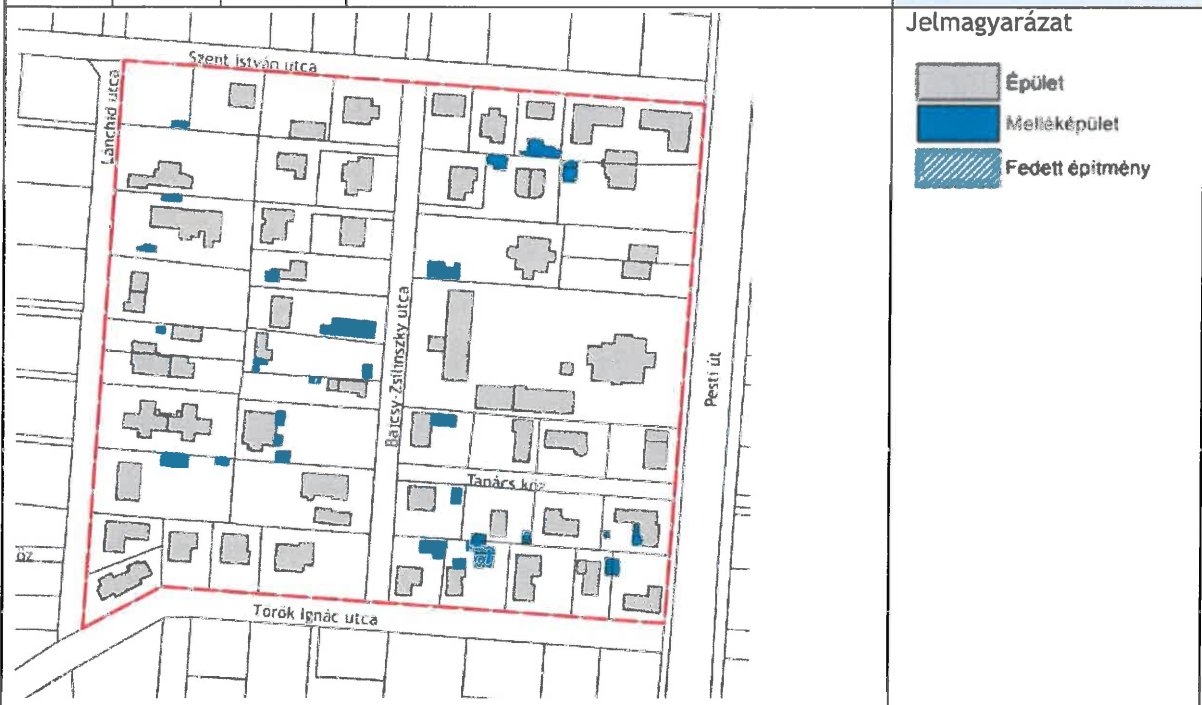 Jelmagyarázat
Épület
Melléképület
Fedett építmény
Szent István utca
Lánchíd utca
Bajcsy-Zsilinszky utca
Pesti út
Tanács köz
öz
Török Ignác utca